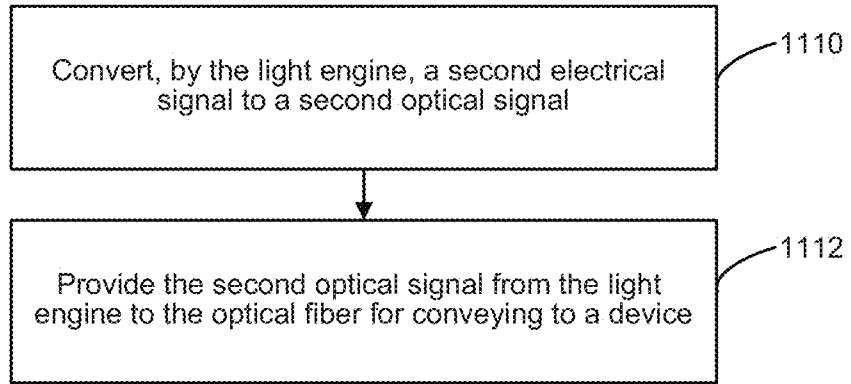 Convert, by the light engine, a second electrical
signal to a second optical signal
1110
Provide the second optical signal from the light
engine to the optical fiber for conveying to a device
1112